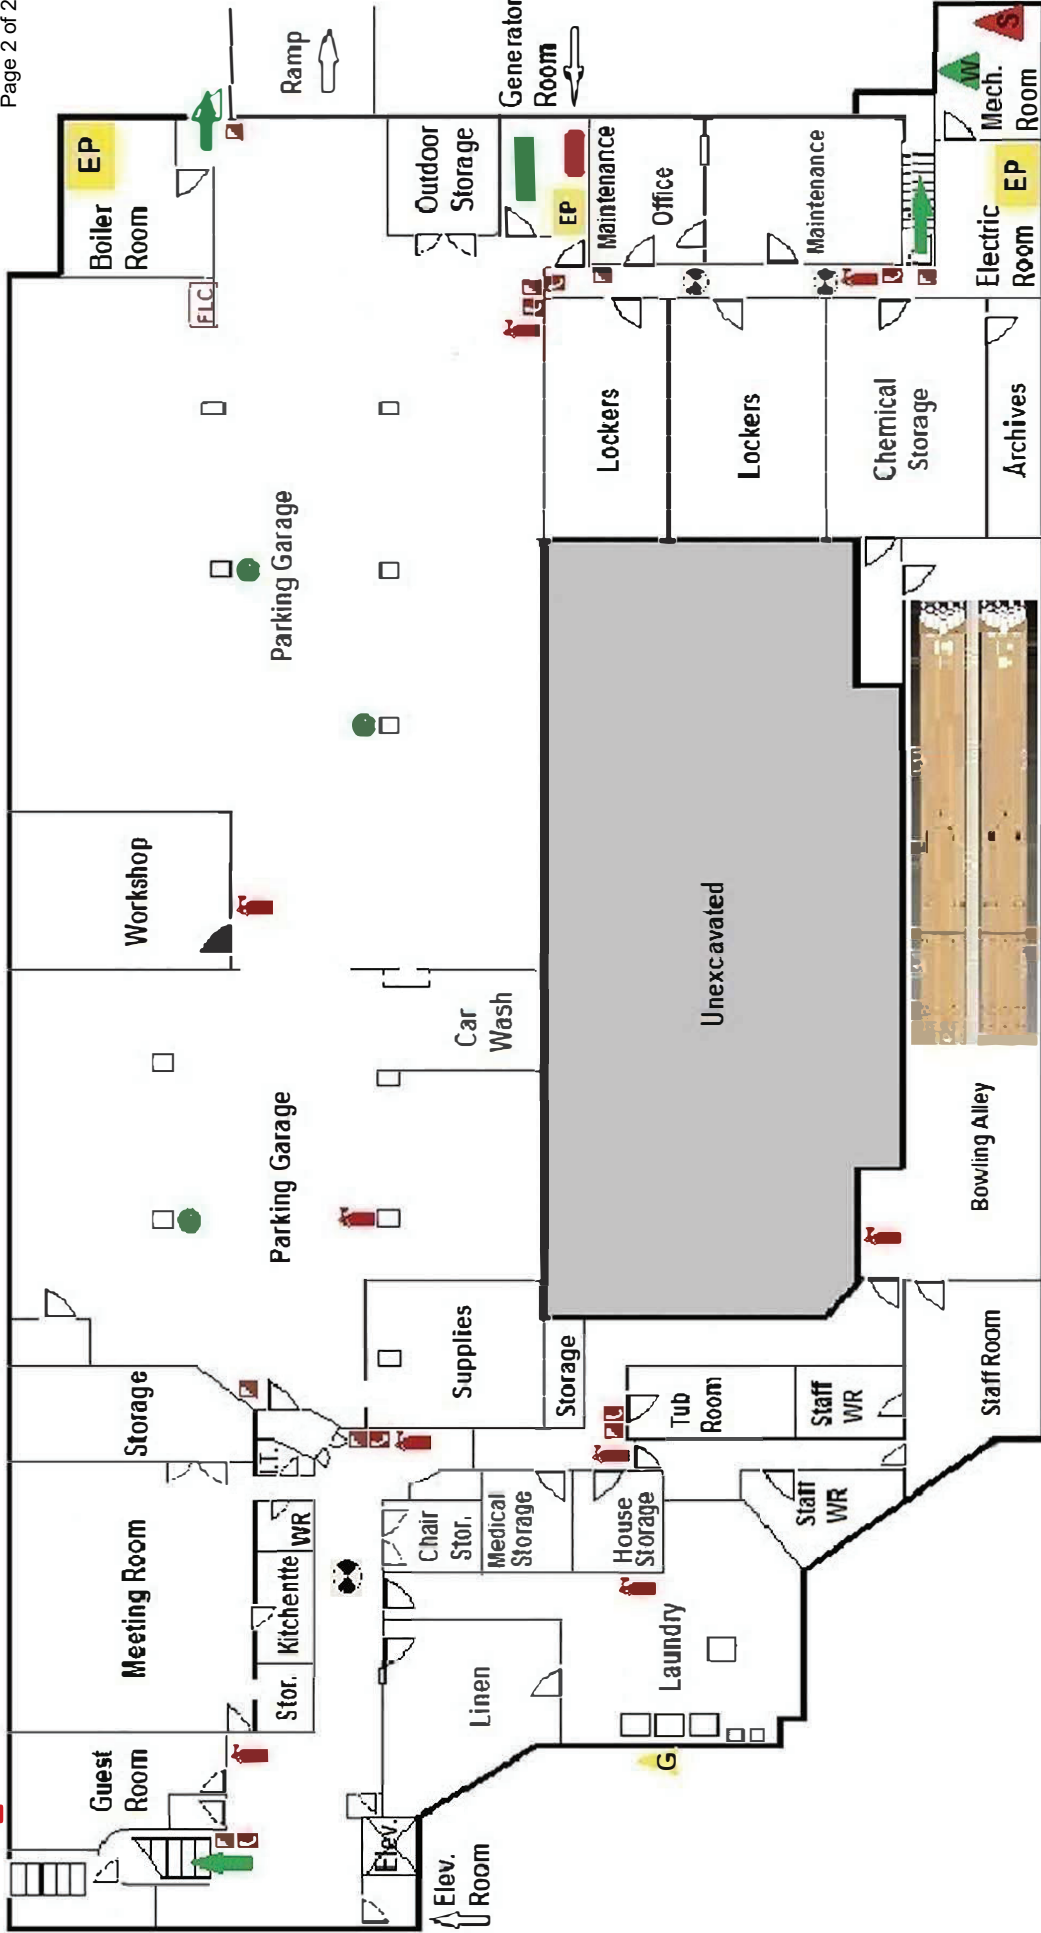 Page 2 of 2
EP
Boiler
Room
Ramp
Generator
Room
Outdoor
Storage
EP
Maintenance
Office
Maintenance
S
W
Mech.
Room
Electric
Room
EP
FLC
Lockers
Lockers
Chemical
Storage
Archives
Parking Garage
Workshop
Car
Wash
Unexcavated
Parking Garage
Bowling Alley
Supplies
Storage
Storage
I.T.
Tub
Room
Staff
WR
Staff Room
Meeting Room
WR
Kitchentte
Stor.
Chair
Stor.
Medical
Storage
House
Storage
Staff
WR
Linen
Laundry
G
Guest
Room
Elev.
Elev.
Room